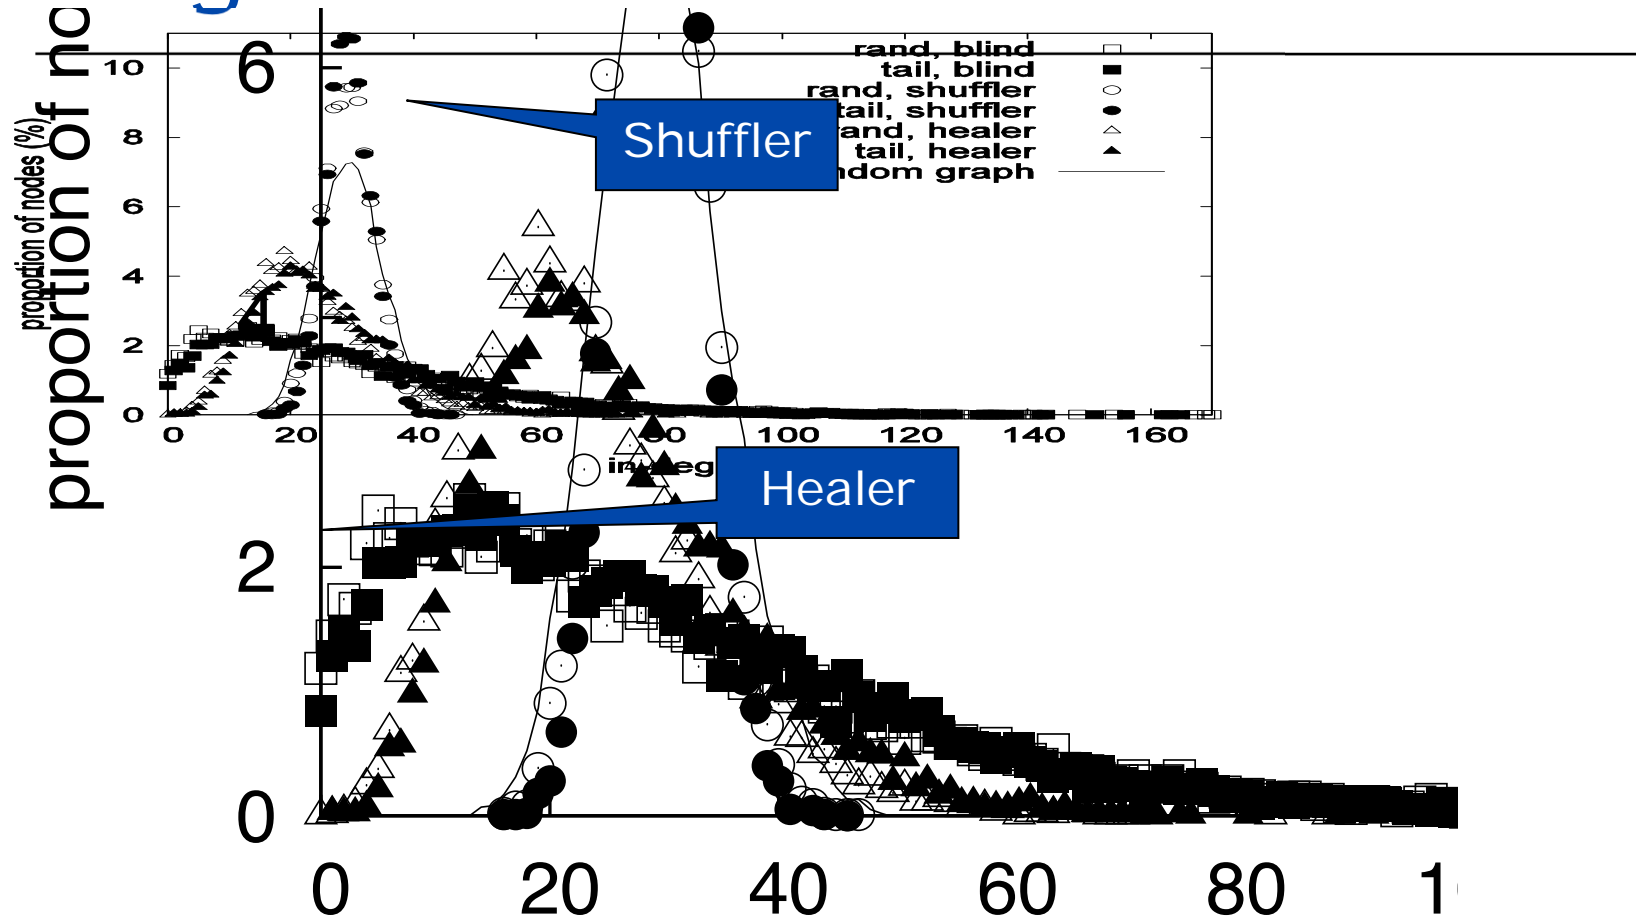 proportion of no
proportion of nodes (%)
6
2
0
0 20 40 60 80
10
8
6
4
2
0
0 20 40 60 80 100 120 140 160
rand, blind
tail, blind
rand, shuffler
tail, shuffler
rand, healer
tail, healer
ndom graph
Shuffler
Healer